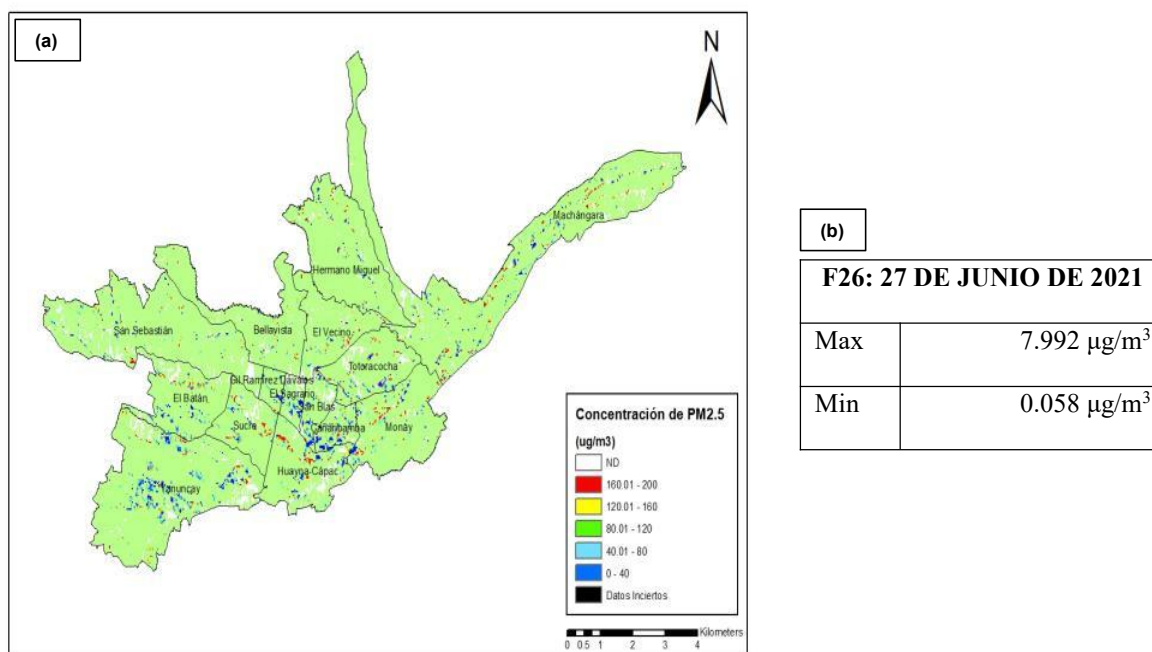 (a)
N
Machángara
Hermano Miguel
San Sebastián
Bellavista
El Vecino
Totoracocha
Gil Ramírez Dávalos
El Batán
El Sagrario
San Blas
Sucre
Cañaribamba
Monay
Huayna-Cápac
Yanuncay
Concentración de PM2.5
(ug/m3)
ND
160.01 - 200
120.01 - 160
80.01 - 120
40.01 - 80
0 - 40
Datos Inciertos
Kilometers
0 0.5 1 2 3 4
(b)
F26: 27 DE JUNIO DE 2021
Max 7.992 μg/m³
Min 0.058 μg/m³